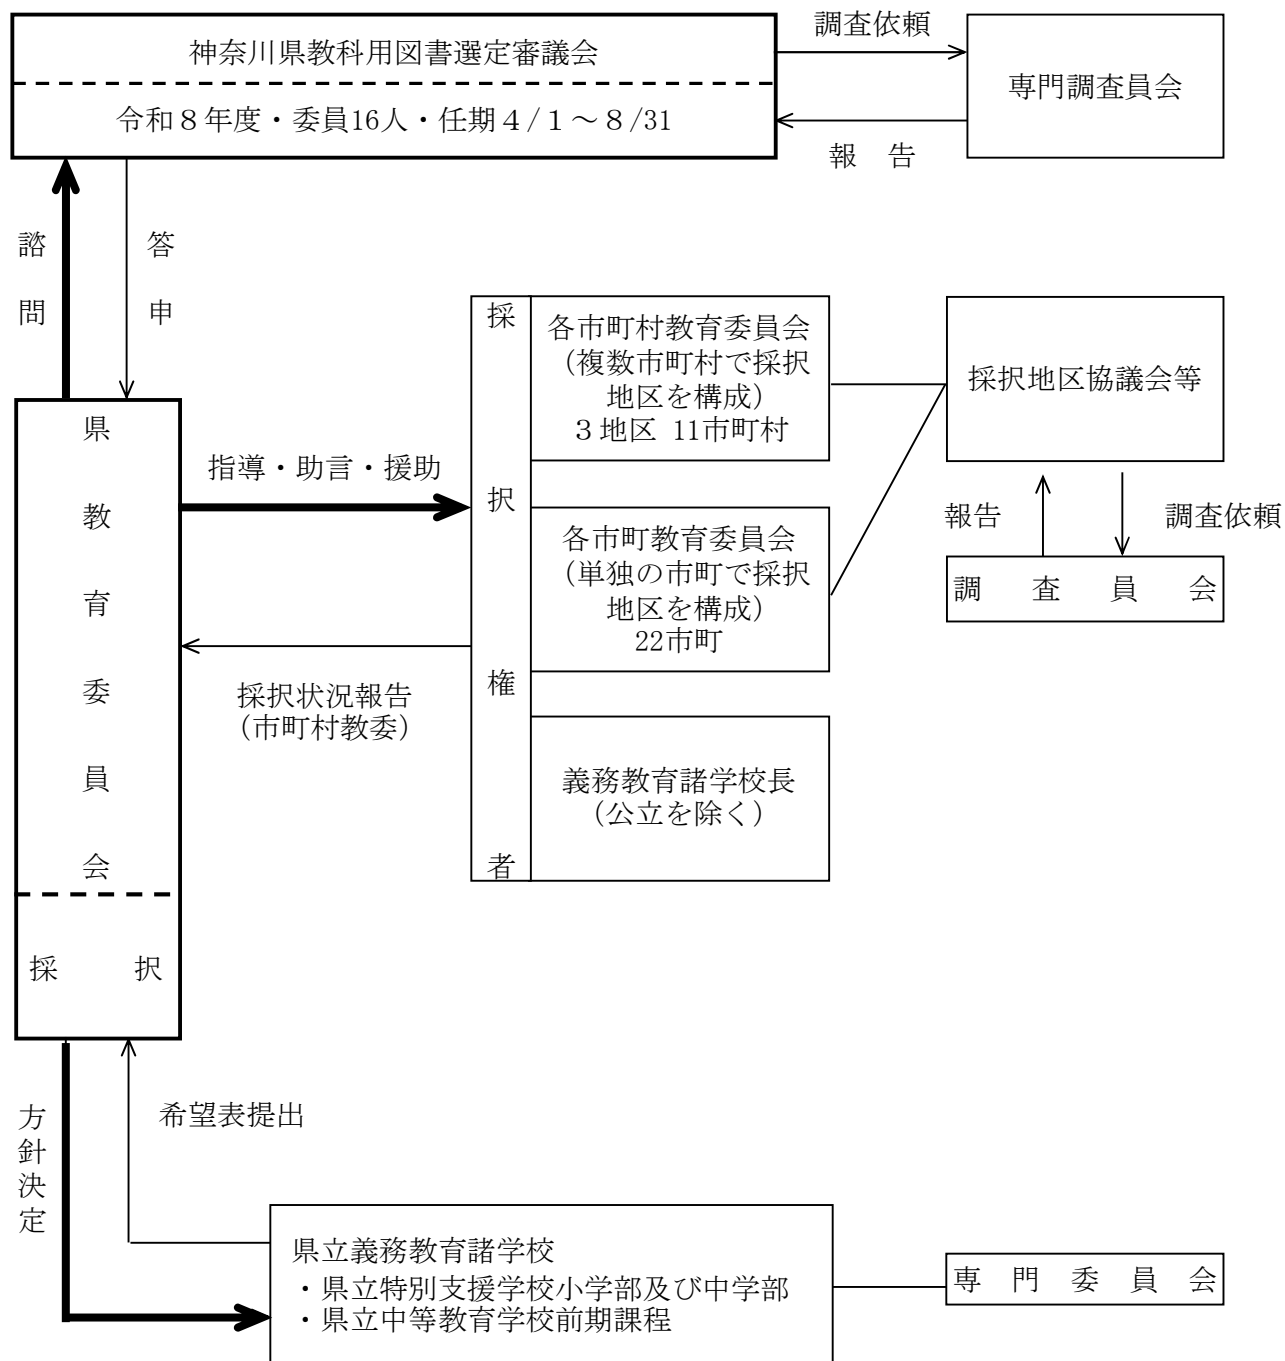 神奈川県教科用図書選定審議会
令和８年度・委員16人・任期４/１～８/31
調査依頼
専門調査員会
報　告
諮問
答申
採択権者
各市町村教育委員会
（複数市町村で採択
地区を構成）
３地区 11市町村
採択地区協議会等
県教育委員会
指導・助言・援助
各市町教育委員会
（単独の市町で採択
地区を構成）
22市町
報告
調査依頼
調査員会
採択状況報告
（市町村教委）
義務教育諸学校長
（公立を除く）
採択
方針決定
希望表提出
県立義務教育諸学校
・県立特別支援学校小学部及び中学部
・県立中等教育学校前期課程
専門委員会